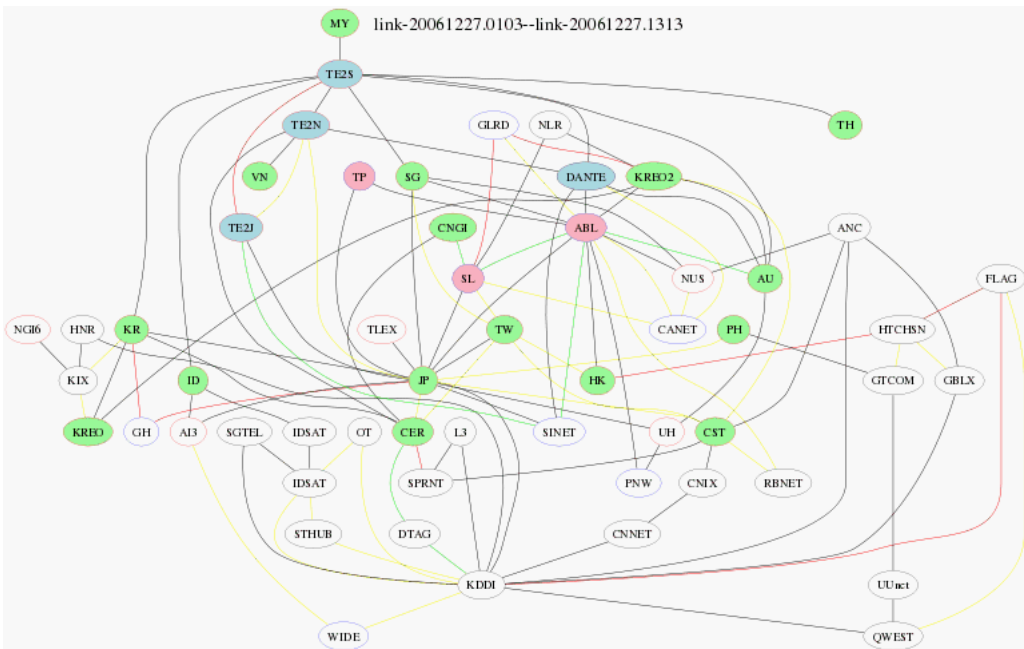 MY link-20061227.0103--link-20061227.1313
TE2S
TE2N GLRD NLR TH
VN TP SG DANTE KREO2
TE2J CNGI ABL ANC
SL NUS AU FLAG
NGI6 HNR KR TLEX TW CANET PH HTCHSN
KIX ID JP HK GTCOM GBLX
KREO GH AI3 SGTEL IDSAT OT CER L3 SINET UH CST
IDSAT SPRNT PNW CNIX RBNET
STHUB DTAG CNNET
KDDI UUnet
WIDE QWEST